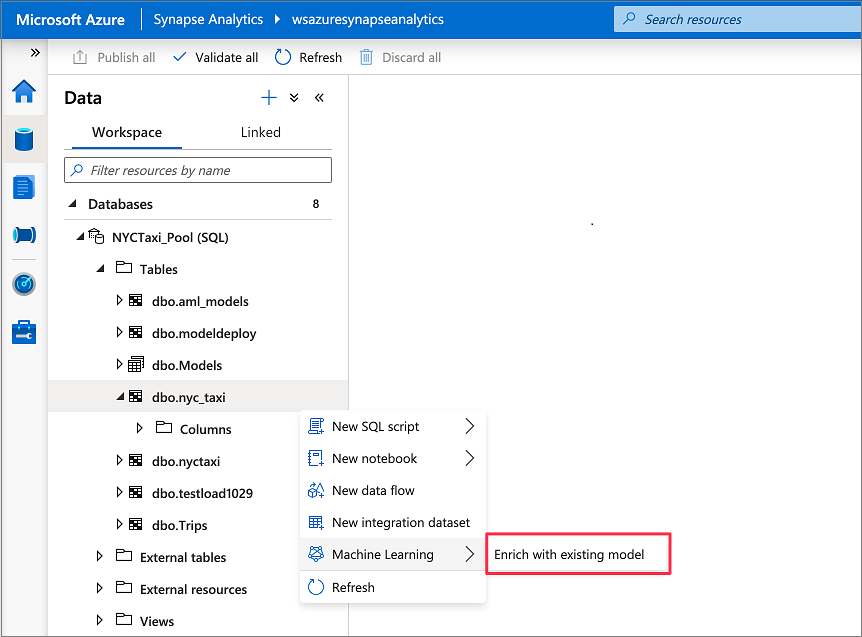 Microsoft Azure Synapse Analytics wsazuresynapseanalytics Search resources
Publish all Validate all Refresh Discard all
Data
Workspace Linked
Filter resources by name
Databases 8
NYCTaxi_Pool (SQL)
Tables
dbo.aml_models
dbo.modeldeploy
dbo.Models
dbo.nyc_taxi
Columns
dbo.nyctaxi
dbo.testload1029
dbo.Trips
External tables
External resources
Views
New SQL script
New notebook
New data flow
New integration dataset
Machine Learning
Enrich with existing model
Refresh